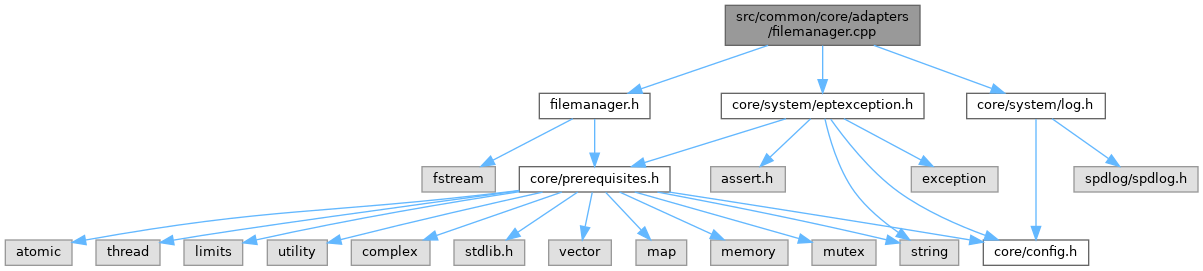 src/common/core/adapters
/filemanager.cpp
filemanager.h
core/system/eptexception.h
core/system/log.h
fstream
core/prerequisites.h
assert.h
exception
spdlog/spdlog.h
atomic
thread
limits
utility
complex
stdlib.h
vector
map
memory
mutex
string
core/config.h